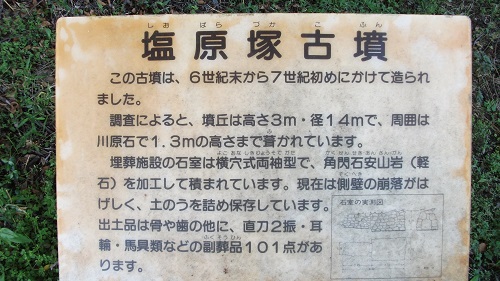 しお ばら づか こ ふん
塩原塚古墳
この古墳は、6世紀末から7世紀初めにかけて造られ
ました。
調査によると、墳丘は高さ3m・径14mで、周囲は
川原石で1.3mの高さまで葺かれています。
埋葬施設の石室は横穴式両袖型で、角閃石安山岩（軽
石）を加工して積まれています。現在は側壁の崩落がは
げしく、土のうを詰め保存しています。
出土品は骨や歯の他に、直刀2振・耳
輪・馬具類などの副葬品101点があ
ります。
石室の実測図